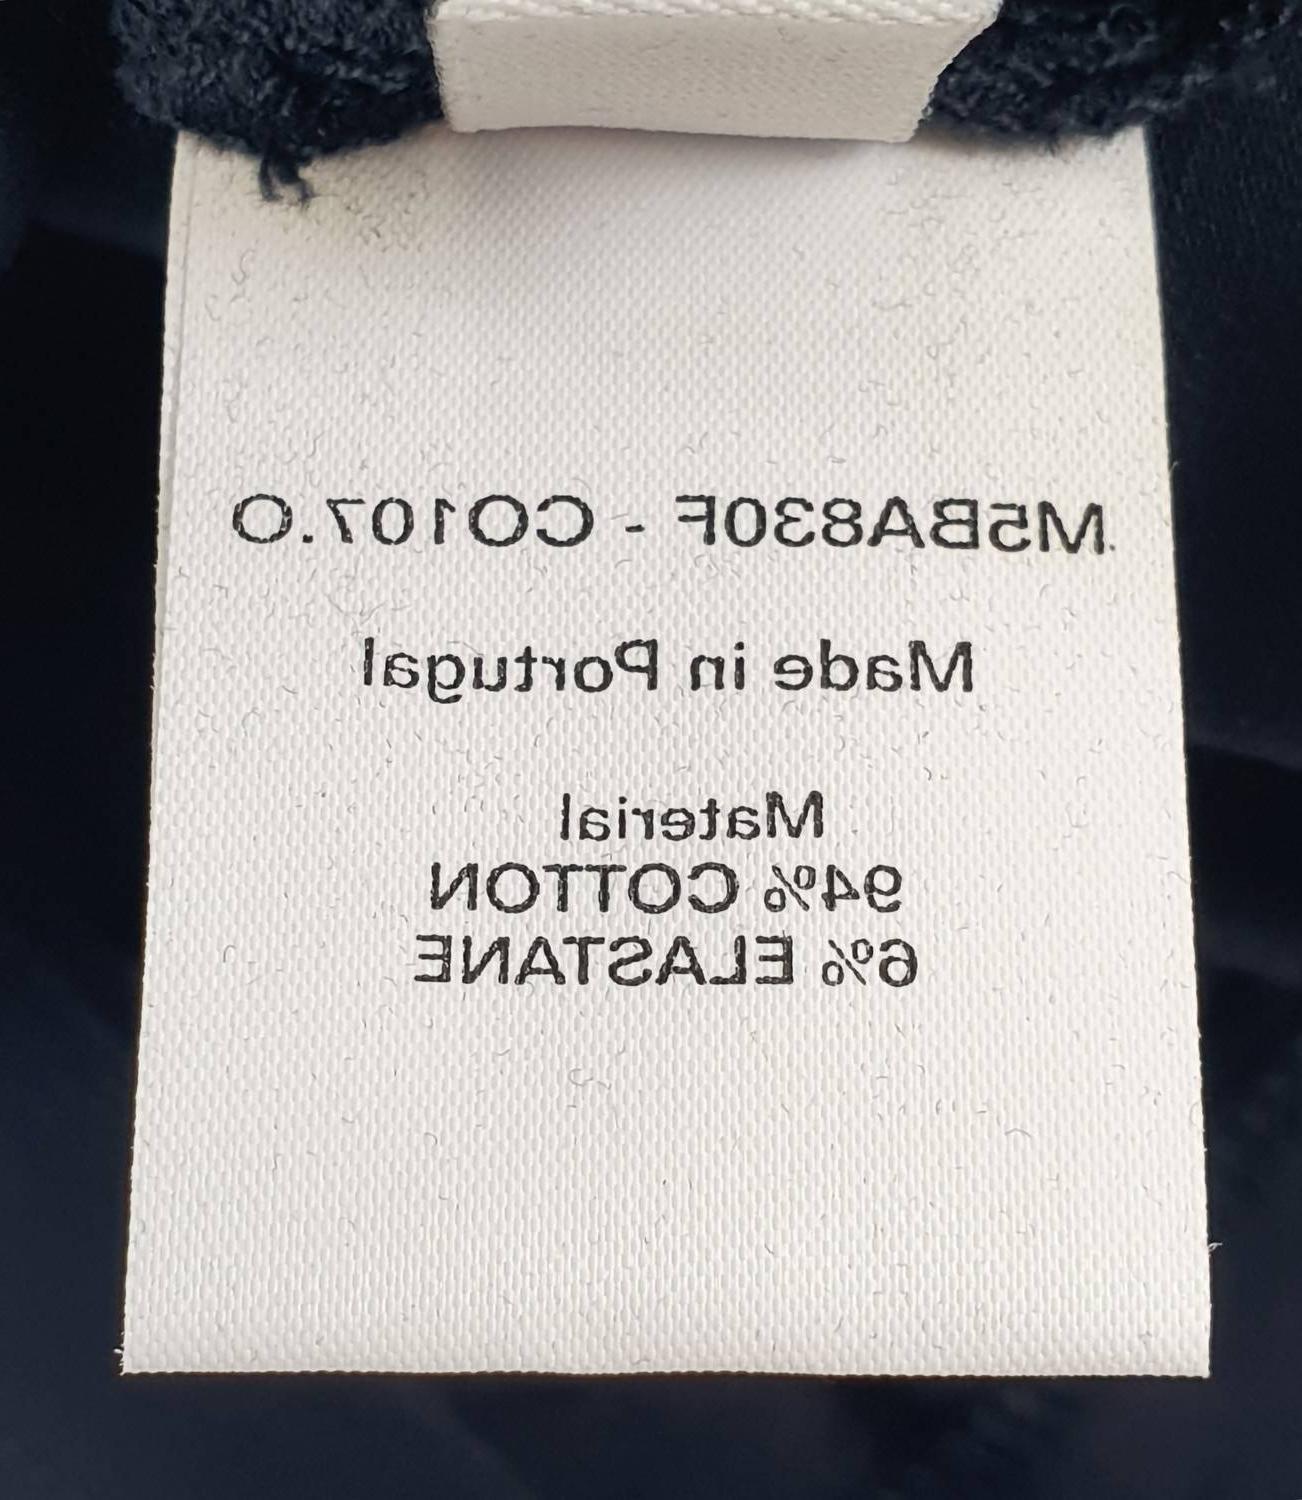 M5BA830F - CO107.O
Made in Portugal
Material
94% COTTON
6% ELASTANE